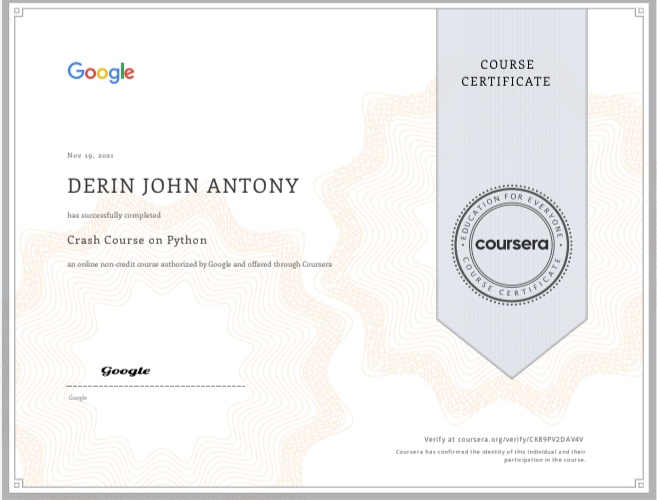 Google
COURSE
CERTIFICATE
Nov 19, 2021
DERIN JOHN ANTONY
has successfully completed
Crash Course on Python
an online non-credit course authorized by Google and offered through Coursera
EDUCATION FOR EVERYONE
coursera
COURSE CERTIFICATE
Google
Google
Verify at coursera.org/verify/CKB9PV2DAV4V
Coursera has confirmed the identity of this individual and their
participation in the course.